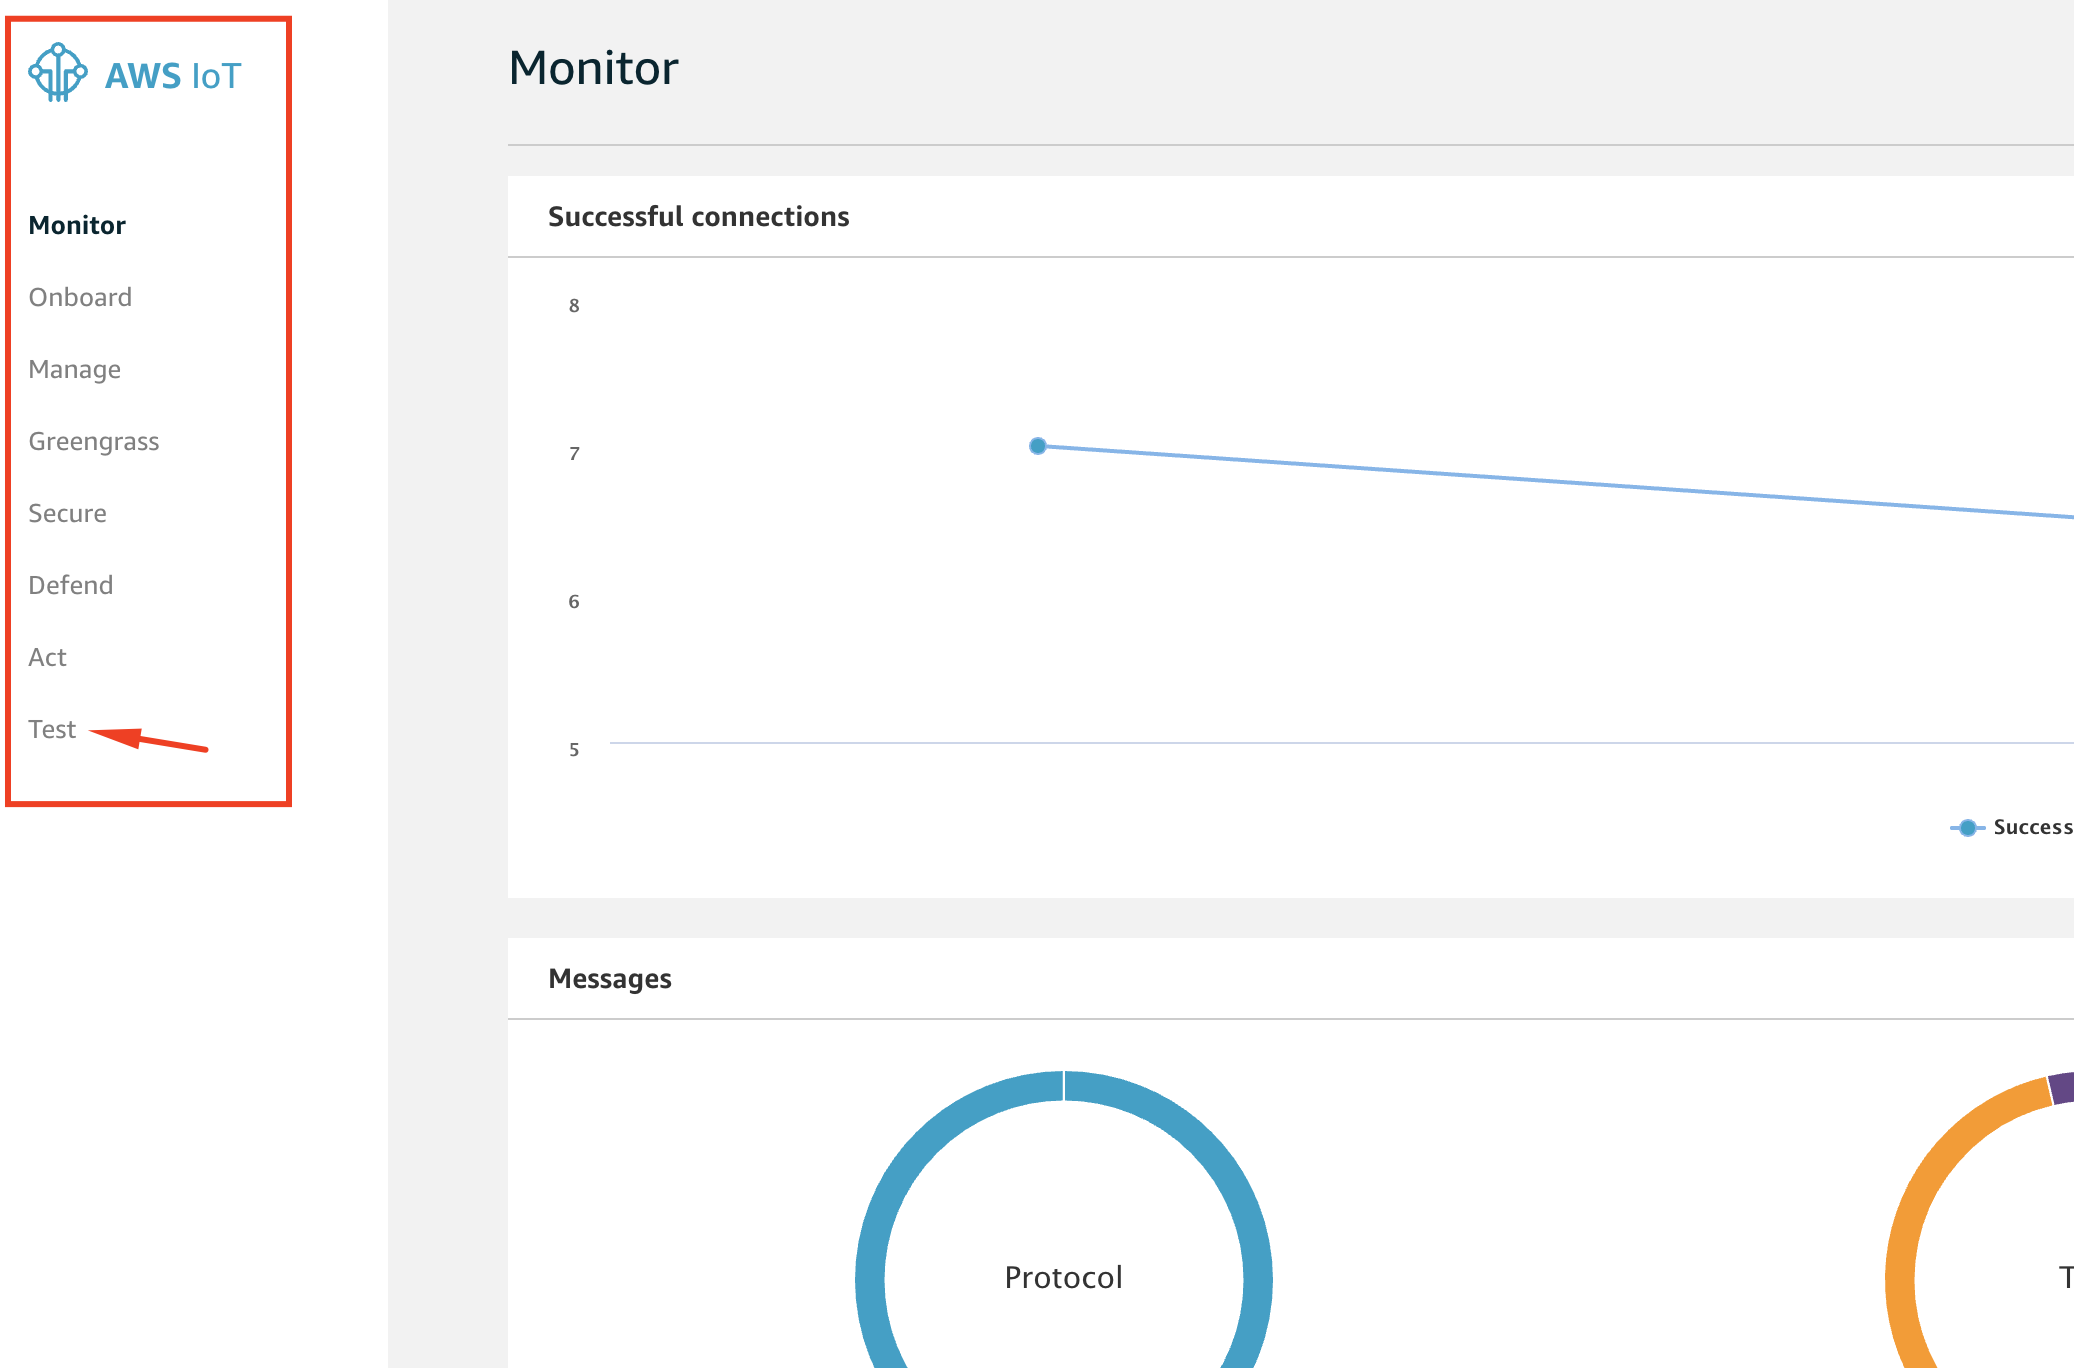 AWS IoT
Monitor
Onboard
Manage
Greengrass
Secure
Defend
Act
Test
Monitor
Successful connections
8
7
6
5
Success
Messages
Protocol
T